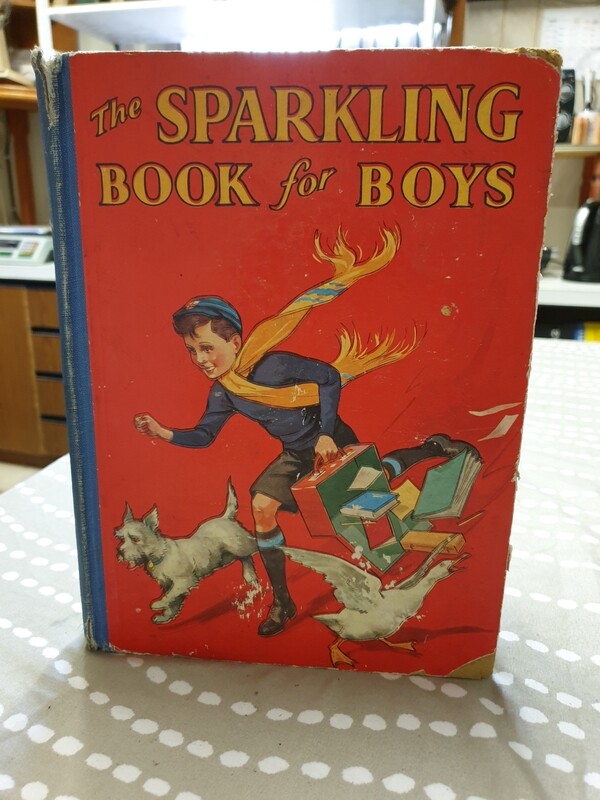 The SPARKLING
BOOK for BOYS